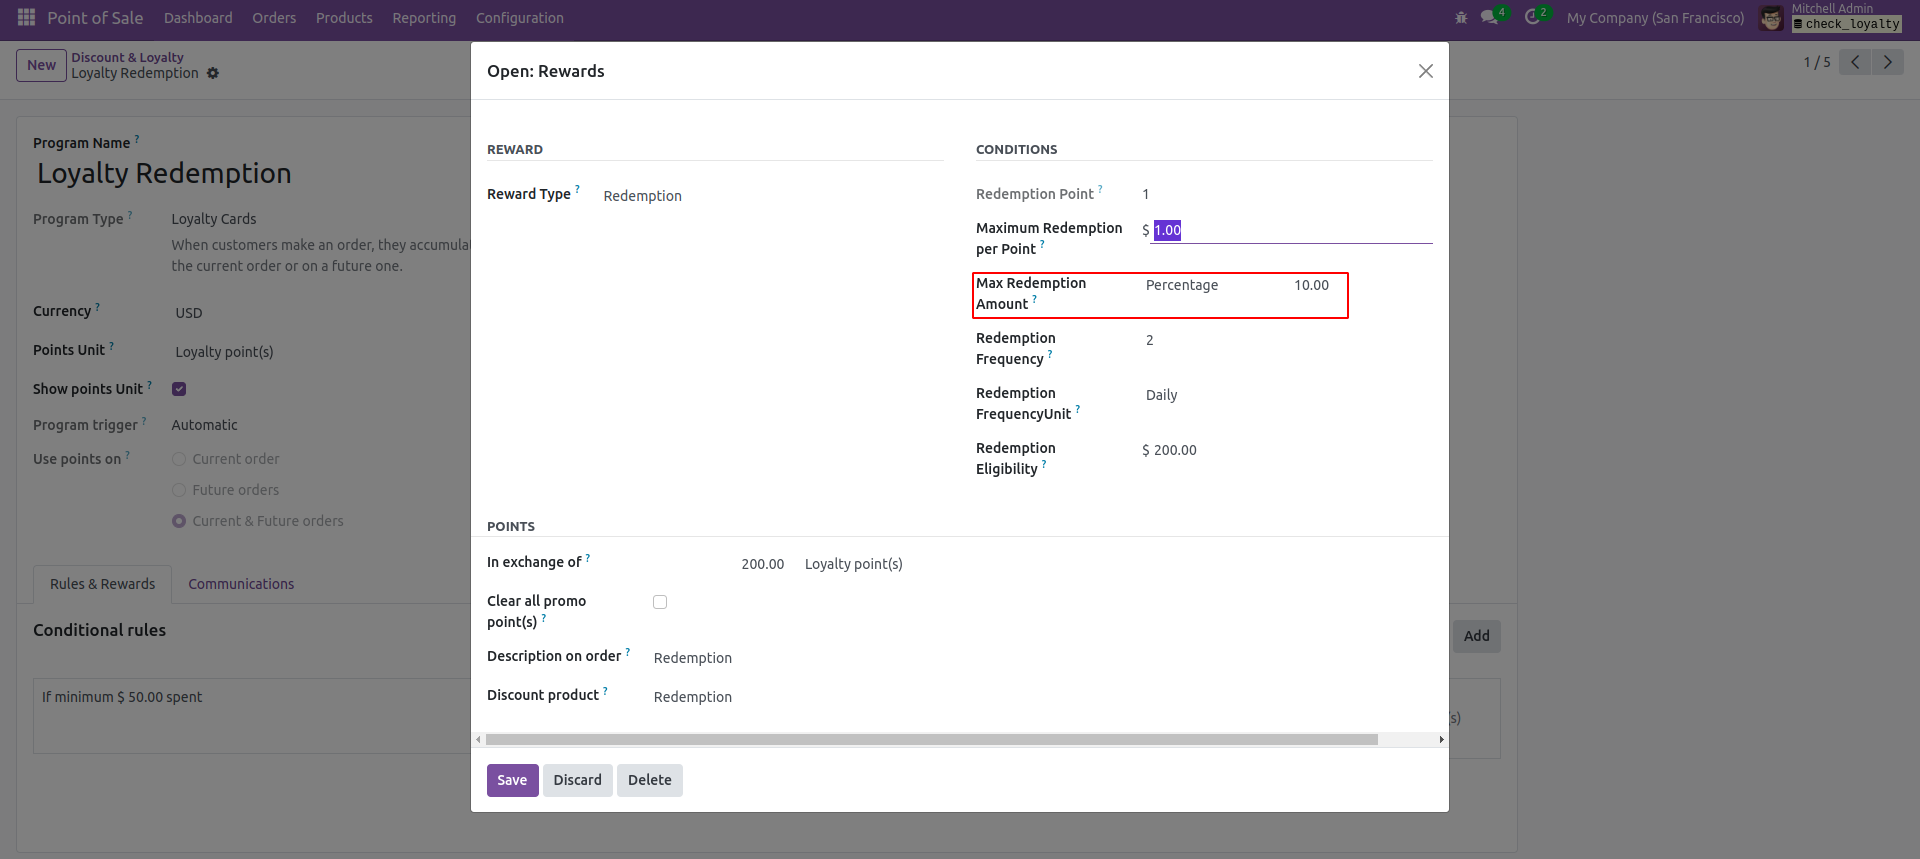 Point of Sale Dashboard Orders Products Reporting Configuration 4 2 My Company (San Francisco) Mitchell Admin
check_loyalty
New Discount & Loyalty
Loyalty Redemption
1 / 5
Open: Rewards
Program Name ?
Loyalty Redemption
Program Type ? Loyalty Cards
When customers make an order, they accumula
the current order or on a future one.
Currency ? USD
Points Unit ? Loyalty point(s)
Show points Unit ?
Program trigger ? Automatic
Use points on ? Current order
Future orders
Current & Future orders
Rules & Rewards Communications
Conditional rules
Add
If minimum $ 50.00 spent
s)
REWARD
Reward Type ? Redemption
CONDITIONS
Redemption Point ? 1
Maximum Redemption
per Point ? $ 1.00
Max Redemption
Amount ? Percentage 10.00
Redemption
Frequency ? 2
Redemption
FrequencyUnit ? Daily
Redemption
Eligibility ? $ 200.00
POINTS
In exchange of ? 200.00 Loyalty point(s)
Clear all promo
point(s) ?
Description on order ? Redemption
Discount product ? Redemption
Save Discard Delete